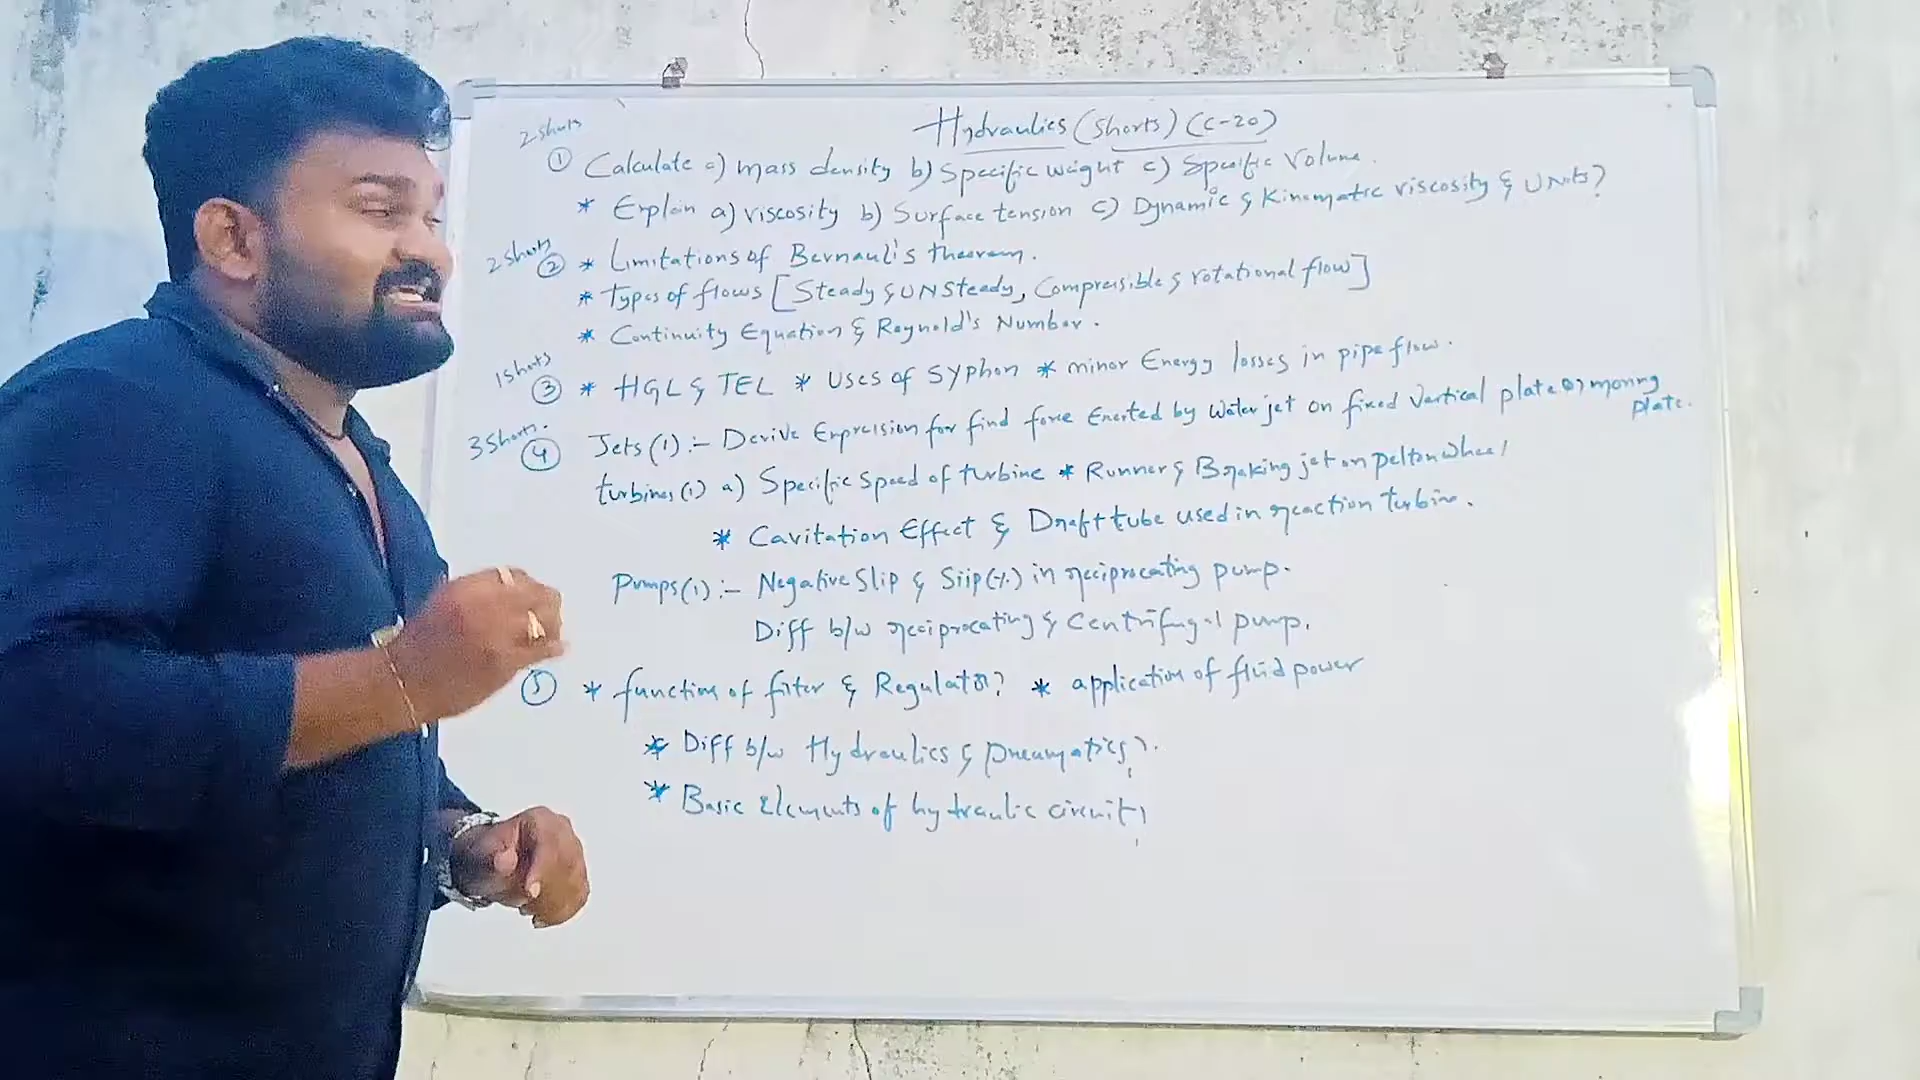 Hydraulics (shorts) (C-20)
2 shorts
① Calculate a) mass density b) Specific weight c) Specific Volume.
* Explain a) viscosity b) Surface tension c) Dynamic & Kinematic viscosity & UNits?
2 shorts
② * Limitations of Bernauli's theoram.
* Types of flows [Steady & UNSteady, Compressible & rotational flow]
* Continuity Equation & Raynold's Number.
1 shorts
③ * HGL & TEL * Uses of Syphon * minor Energy losses in pipe flow.
3 Shorts.
④ Jets (1) :- Derive Expression for find force Exerted by Water jet on fixed Vertical plate (or) moving
plate.
turbines (1) a) Specific Speed of turbine * Runner & Braking jet on pelton wheel
* Cavitation Effect & Draft tube used in reaction turbine.
Pumps (1) :- Negative Slip & Slip (%) in reciprocating pump.
Diff b/w reciprocating & Centrifugal pump.
⑤ * function of filter & Regulator? * application of fluid power
* Diff b/w Hydraulics & pneumatics?
* Basic Elements of hydraulic circuit